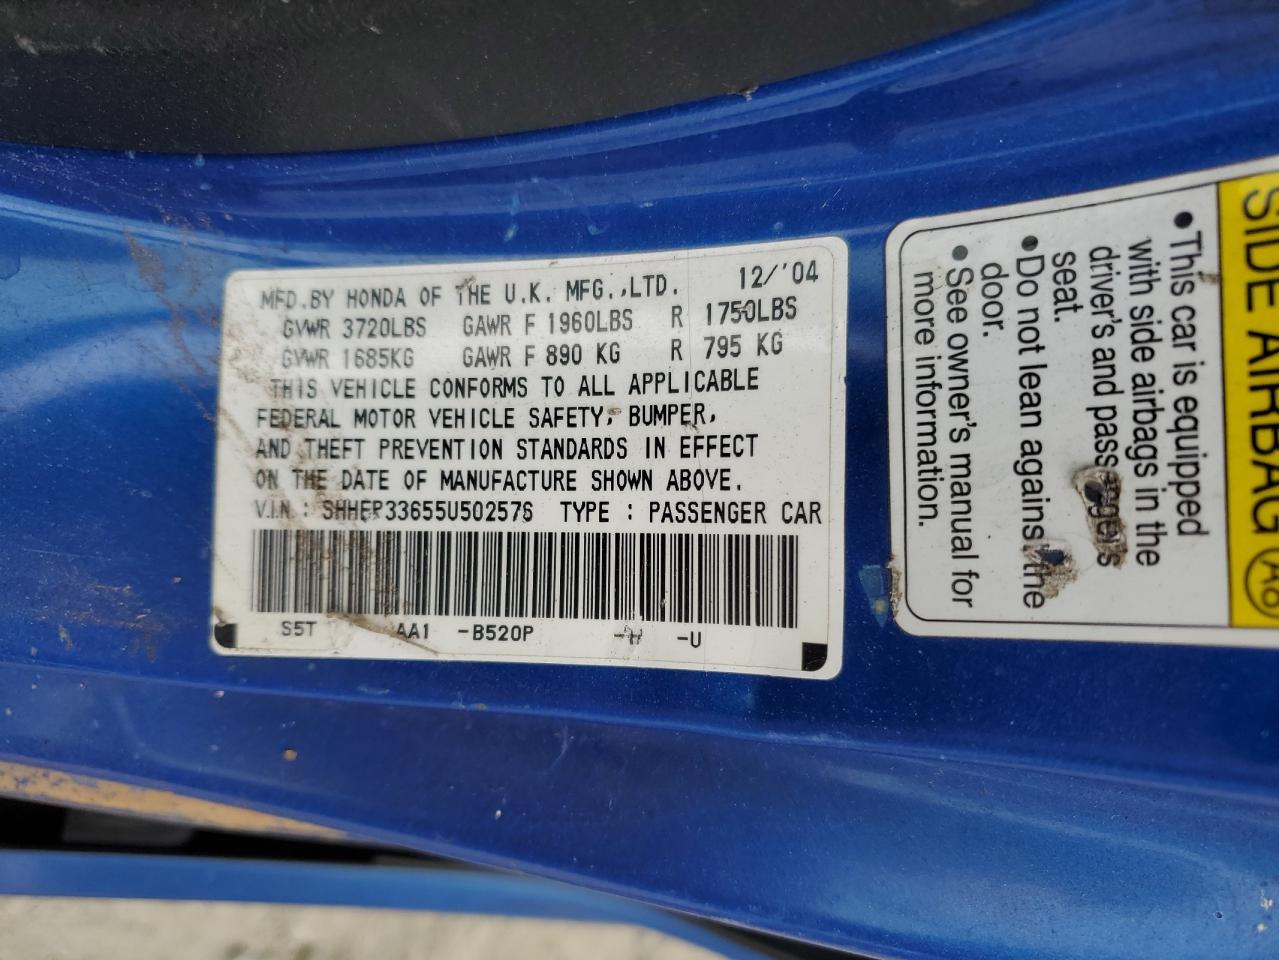 MFD.BY HONDA OF THE U.K. MFG.,LTD. 12/'04
GVWR 3720LBS GAWR F 1960LBS R 1750LBS
GVWR 1685KG GAWR F 890 KG R 795 KG
THIS VEHICLE CONFORMS TO ALL APPLICABLE
FEDERAL MOTOR VEHICLE SAFETY, BUMPER,
AND THEFT PREVENTION STANDARDS IN EFFECT
ON THE DATE OF MANUFACTURE SHOWN ABOVE.
V.I.N.: TYPE : PASSENGER CAR
S5T AA1 -B520P -U
SIDE AIRBAG
• This car is equipped
with side airbags in the
driver's and passengers
seat.
• Do not lean against the
door.
• See owner's manual for
more information.